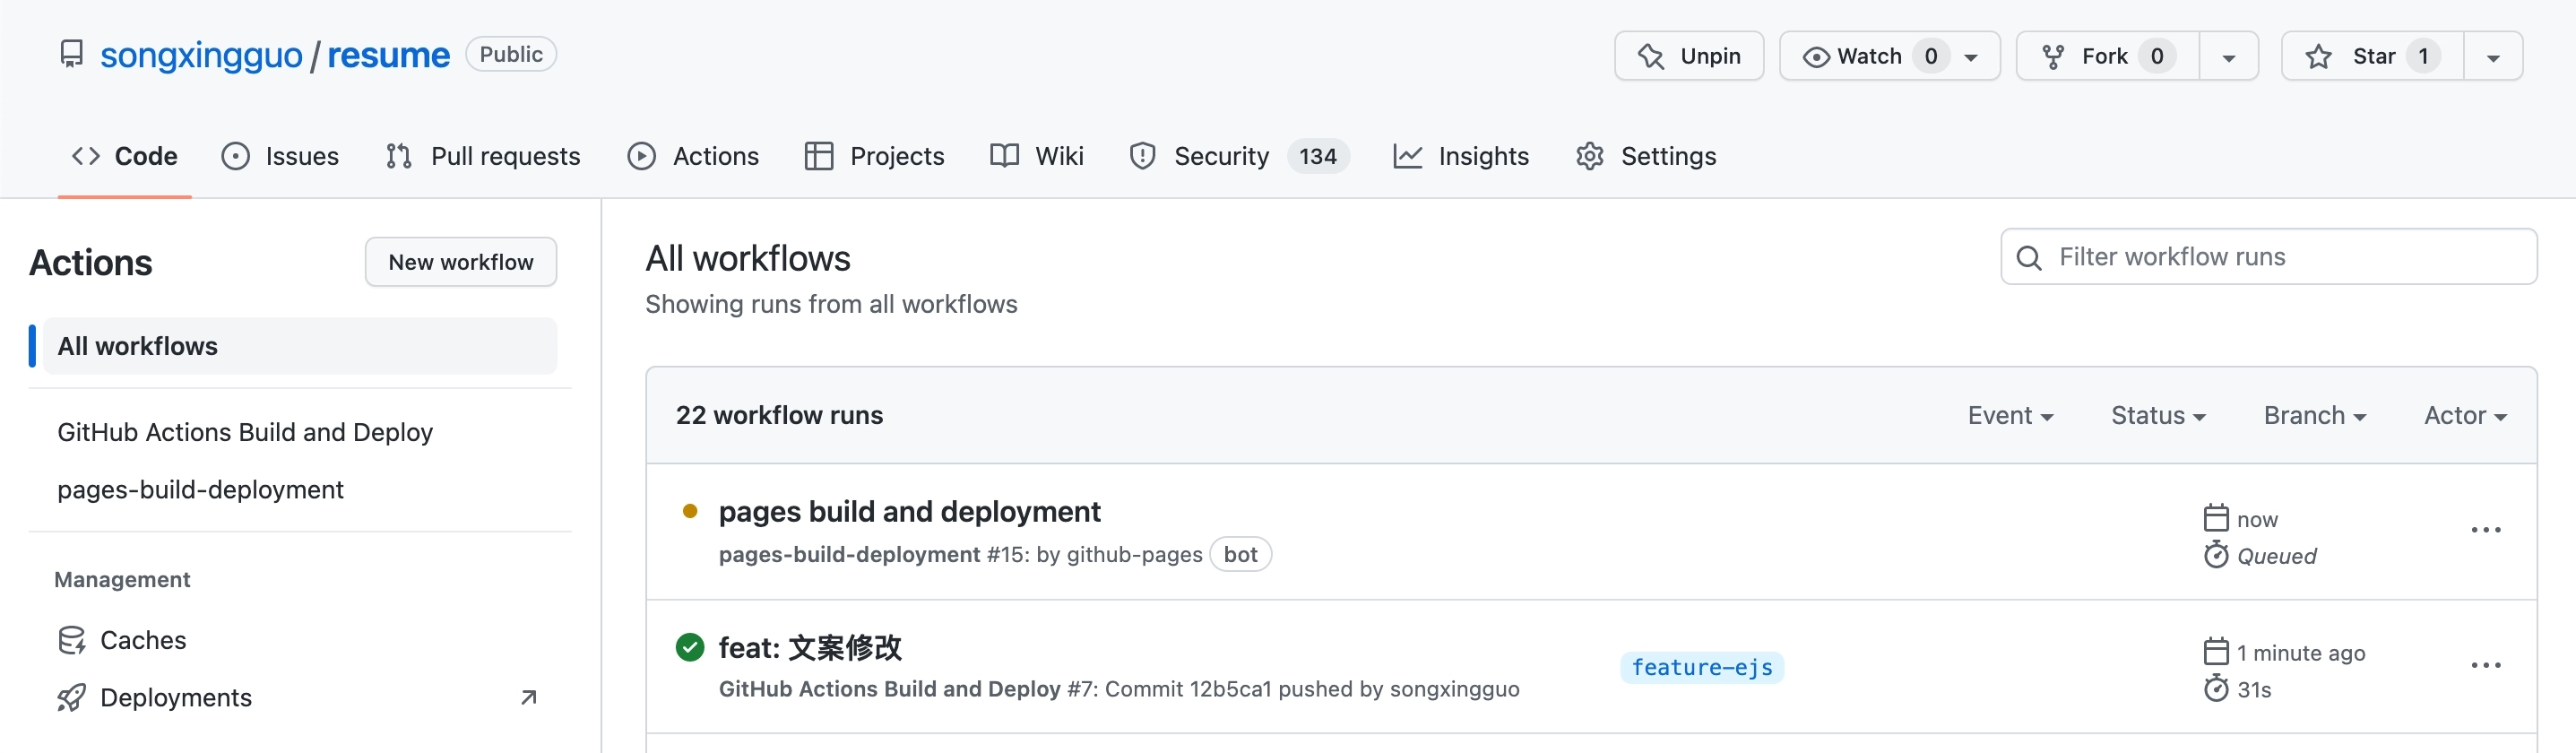 songxingguo / resume Public
Unpin Watch 0 Fork 0 Star 1
Code Issues Pull requests Actions Projects Wiki Security 134 Insights Settings
Actions
New workflow
All workflows
GitHub Actions Build and Deploy
pages-build-deployment
Management
Caches
Deployments
All workflows
Showing runs from all workflows
Filter workflow runs
22 workflow runs
Event Status Branch Actor
pages build and deployment
pages-build-deployment #15: by github-pages bot
now
Queued
feat: 文案修改
GitHub Actions Build and Deploy #7: Commit 12b5ca1 pushed by songxingguo
feature-ejs
1 minute ago
31s